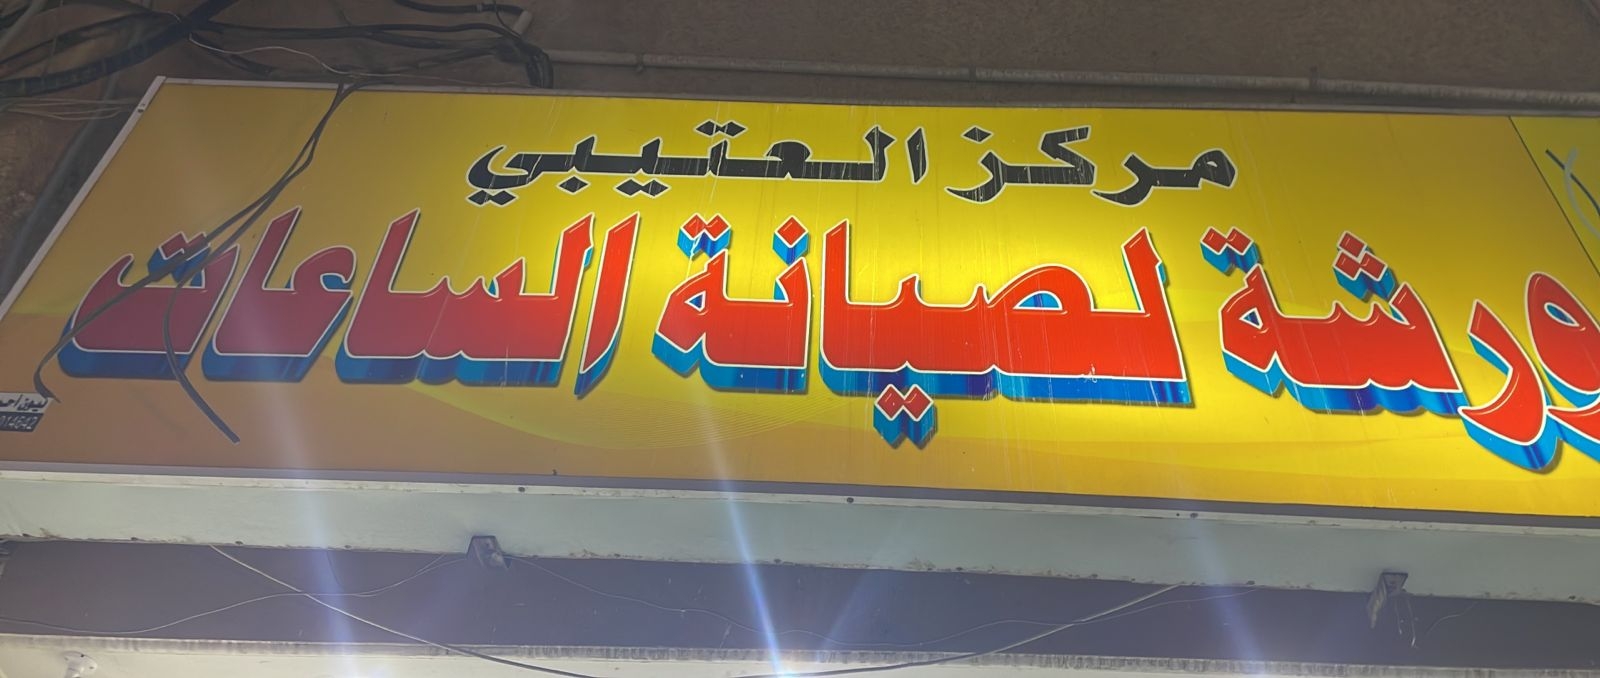 مركز العتيبي
ورشة لصيانة الساعات